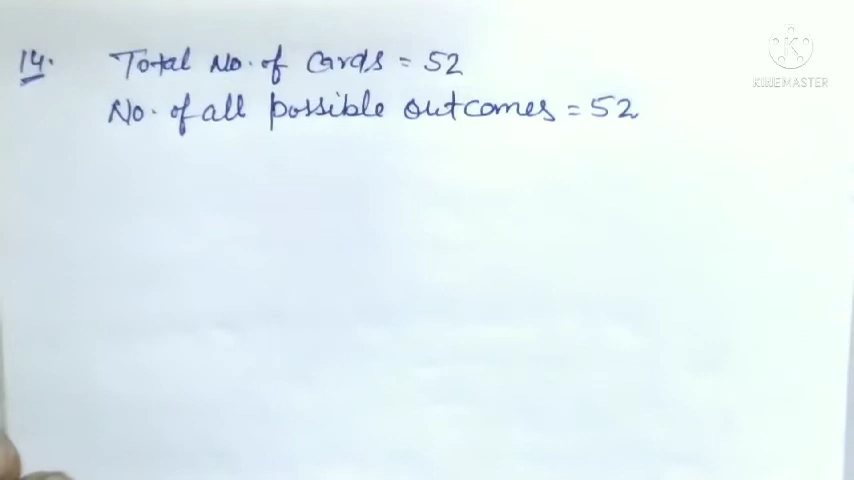 14. Total No. of Cards = 52
No. of all possible outcomes = 52
K
KINEMASTER